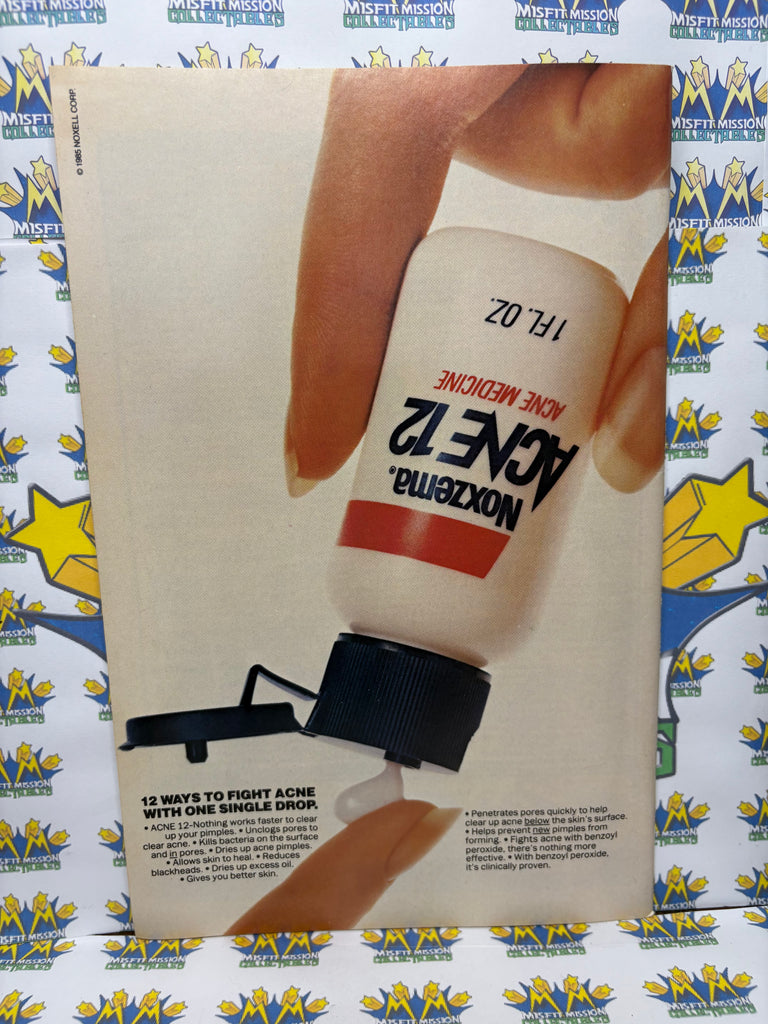 © 1985 NOXELL CORP.
1 FL. OZ.
ACNE MEDICINE
ACNE 12
Noxzema®
12 WAYS TO FIGHT ACNE
WITH ONE SINGLE DROP.
• ACNE 12–Nothing works faster to clear
up your pimples. • Unclogs pores to
clear acne. • Kills bacteria on the surface
and in pores. • Dries up acne pimples.
• Allows skin to heal. • Reduces
blackheads. • Dries up excess oil.
• Gives you better skin.
• Penetrates pores quickly to help
clear up acne below the skin's surface.
• Helps prevent new pimples from
forming. • Fights acne with benzoyl
peroxide, there's nothing more
effective. • With benzoyl peroxide,
it's clinically proven.
MISFIT MISSION
COLLECTABLES